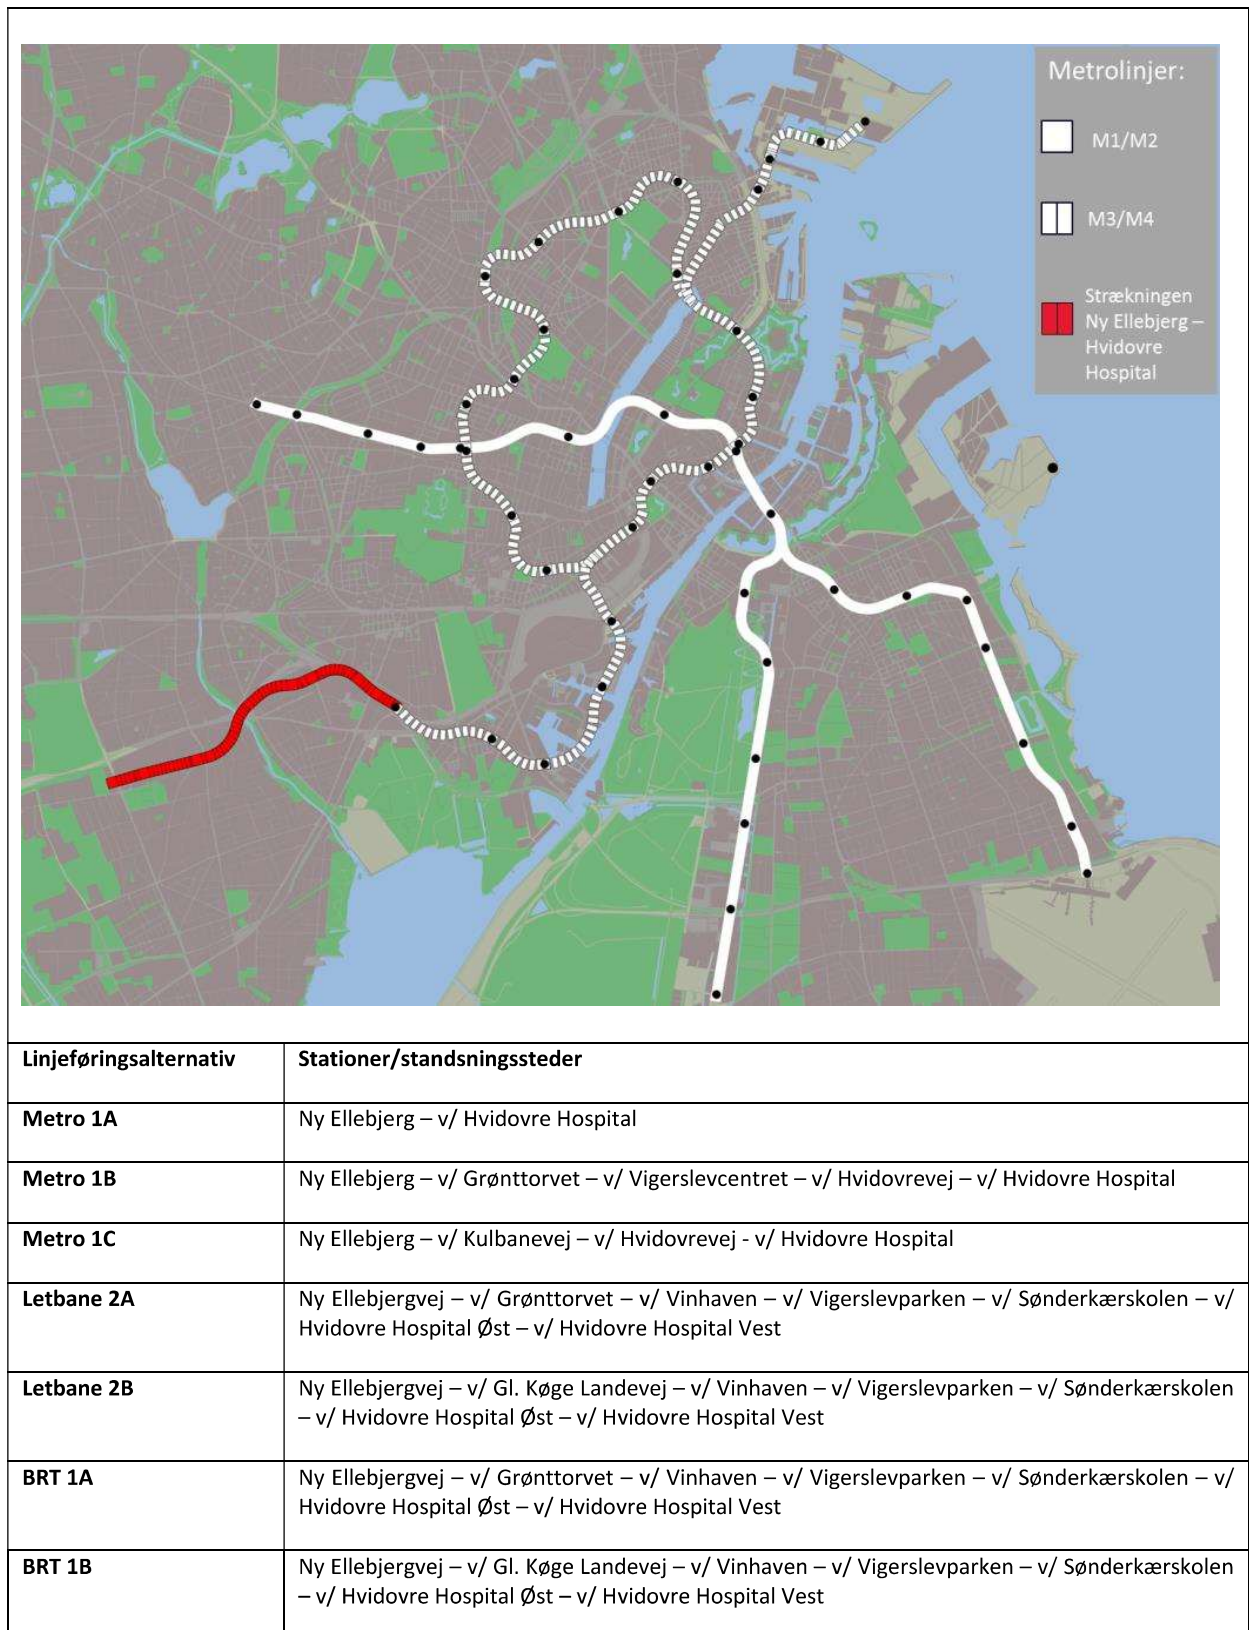 Metrolinjer:
M1/M2
M3/M4
Strækningen
Ny Ellebjerg –
Hvidovre
Hospital
Linjeføringsalternativ
Stationer/standsningssteder
Metro 1A
Ny Ellebjerg – v/ Hvidovre Hospital
Metro 1B
Ny Ellebjerg – v/ Grønttorvet – v/ Vigerslevcentret – v/ Hvidovrevej – v/ Hvidovre Hospital
Metro 1C
Ny Ellebjerg – v/ Kulbanevej – v/ Hvidovrevej - v/ Hvidovre Hospital
Letbane 2A
Ny Ellebjergvej – v/ Grønttorvet – v/ Vinhaven – v/ Vigerslevparken – v/ Sønderkærskolen – v/
Hvidovre Hospital Øst – v/ Hvidovre Hospital Vest
Letbane 2B
Ny Ellebjergvej – v/ Gl. Køge Landevej – v/ Vinhaven – v/ Vigerslevparken – v/ Sønderkærskolen
– v/ Hvidovre Hospital Øst – v/ Hvidovre Hospital Vest
BRT 1A
Ny Ellebjergvej – v/ Grønttorvet – v/ Vinhaven – v/ Vigerslevparken – v/ Sønderkærskolen – v/
Hvidovre Hospital Øst – v/ Hvidovre Hospital Vest
BRT 1B
Ny Ellebjergvej – v/ Gl. Køge Landevej – v/ Vinhaven – v/ Vigerslevparken – v/ Sønderkærskolen
– v/ Hvidovre Hospital Øst – v/ Hvidovre Hospital Vest